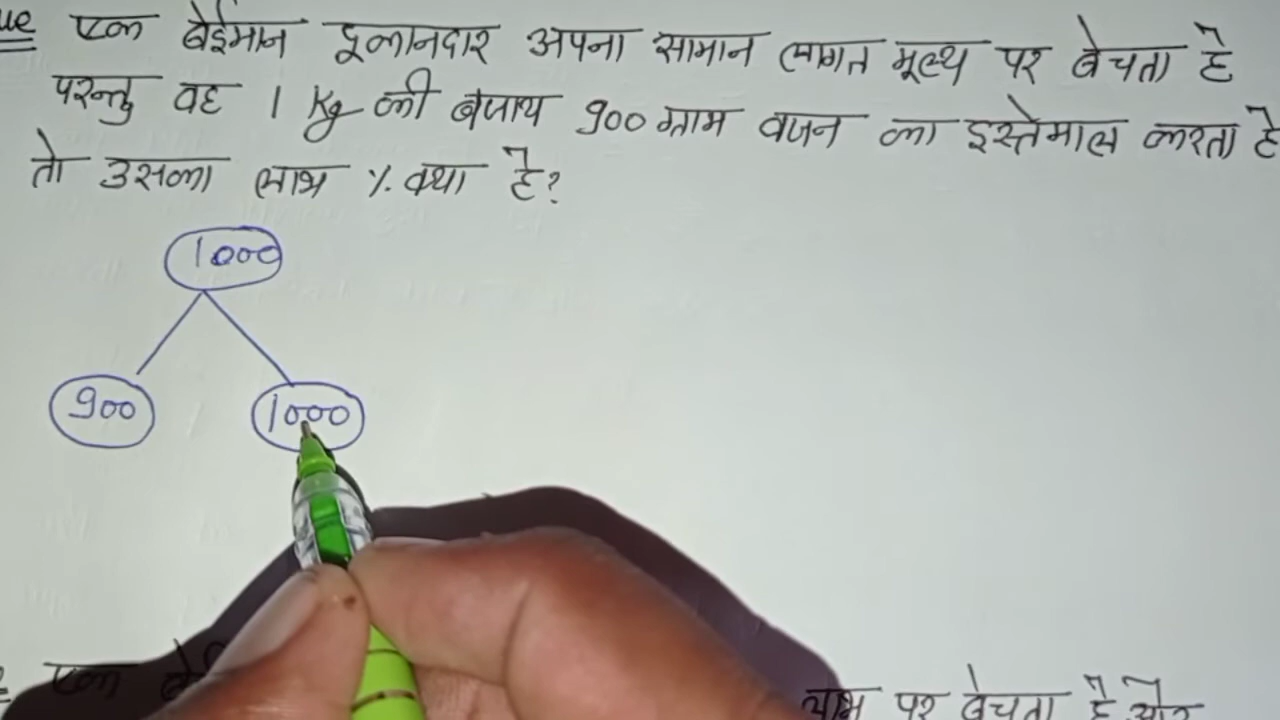 Que एक बेईमान दूकानदार अपना सामान लागत मूल्य पर बेचता है
परन्तु वह 1 Kg की बजाय 900 ग्राम वजन का इस्तेमाल करता है
तो उसका लाभ % क्या है?
1000
900 1000
एक लाभ पर बेचता है और